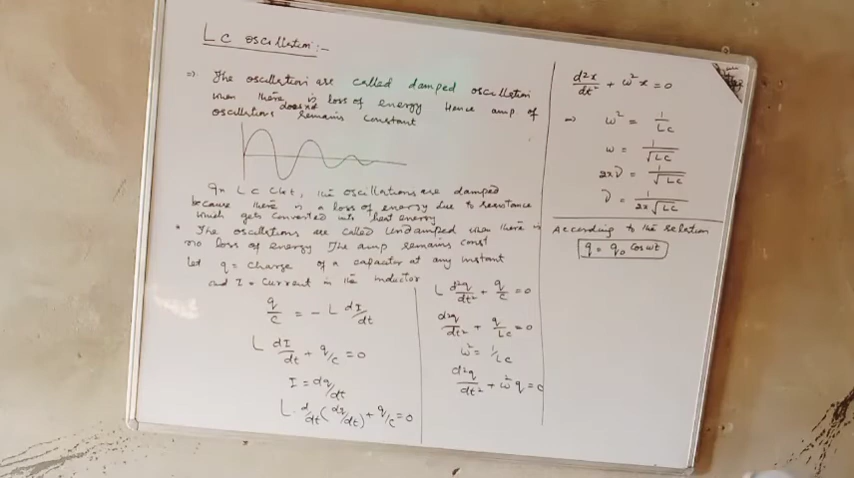 LC oscillation:-
=> The oscillation are called damped oscillation
when there is loss of energy Hence amp of
oscillations does not remains constant
In LC Ckt, the oscillations are damped
because there is a loss of energy due to resistance
which gets converted into heat energy
* The oscillations are called Undamped when there is
no loss of energy The amp remains const
Let q = charge of a capacitor at any instant
and I = current in the inductor
q/C = - L dI/dt
L dI/dt + q/C = 0
I = dq/dt
L. d/dt (dq/dt) + q/C = 0
L d²q/dt² + q/C = 0
d²q/dt² + q/LC = 0
ω² = 1/LC
d²q/dt² + ω² q = 0
d²x/dt² + ω² x = 0
=> ω² = 1/LC
ω = 1/√LC
2πν = 1/√LC
ν = 1/2π√LC
According to the relation
q = q₀ cos ωt